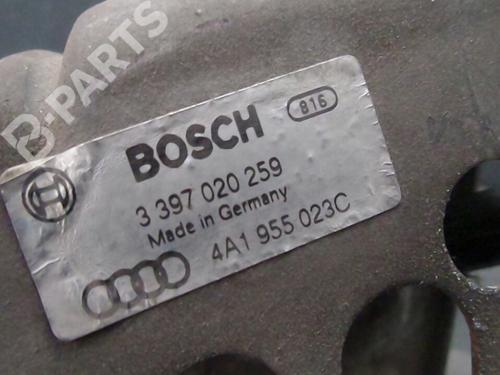 B-PARTS
816
BOSCH
3 397 020 259
Made in Germany
4A1 955 023C